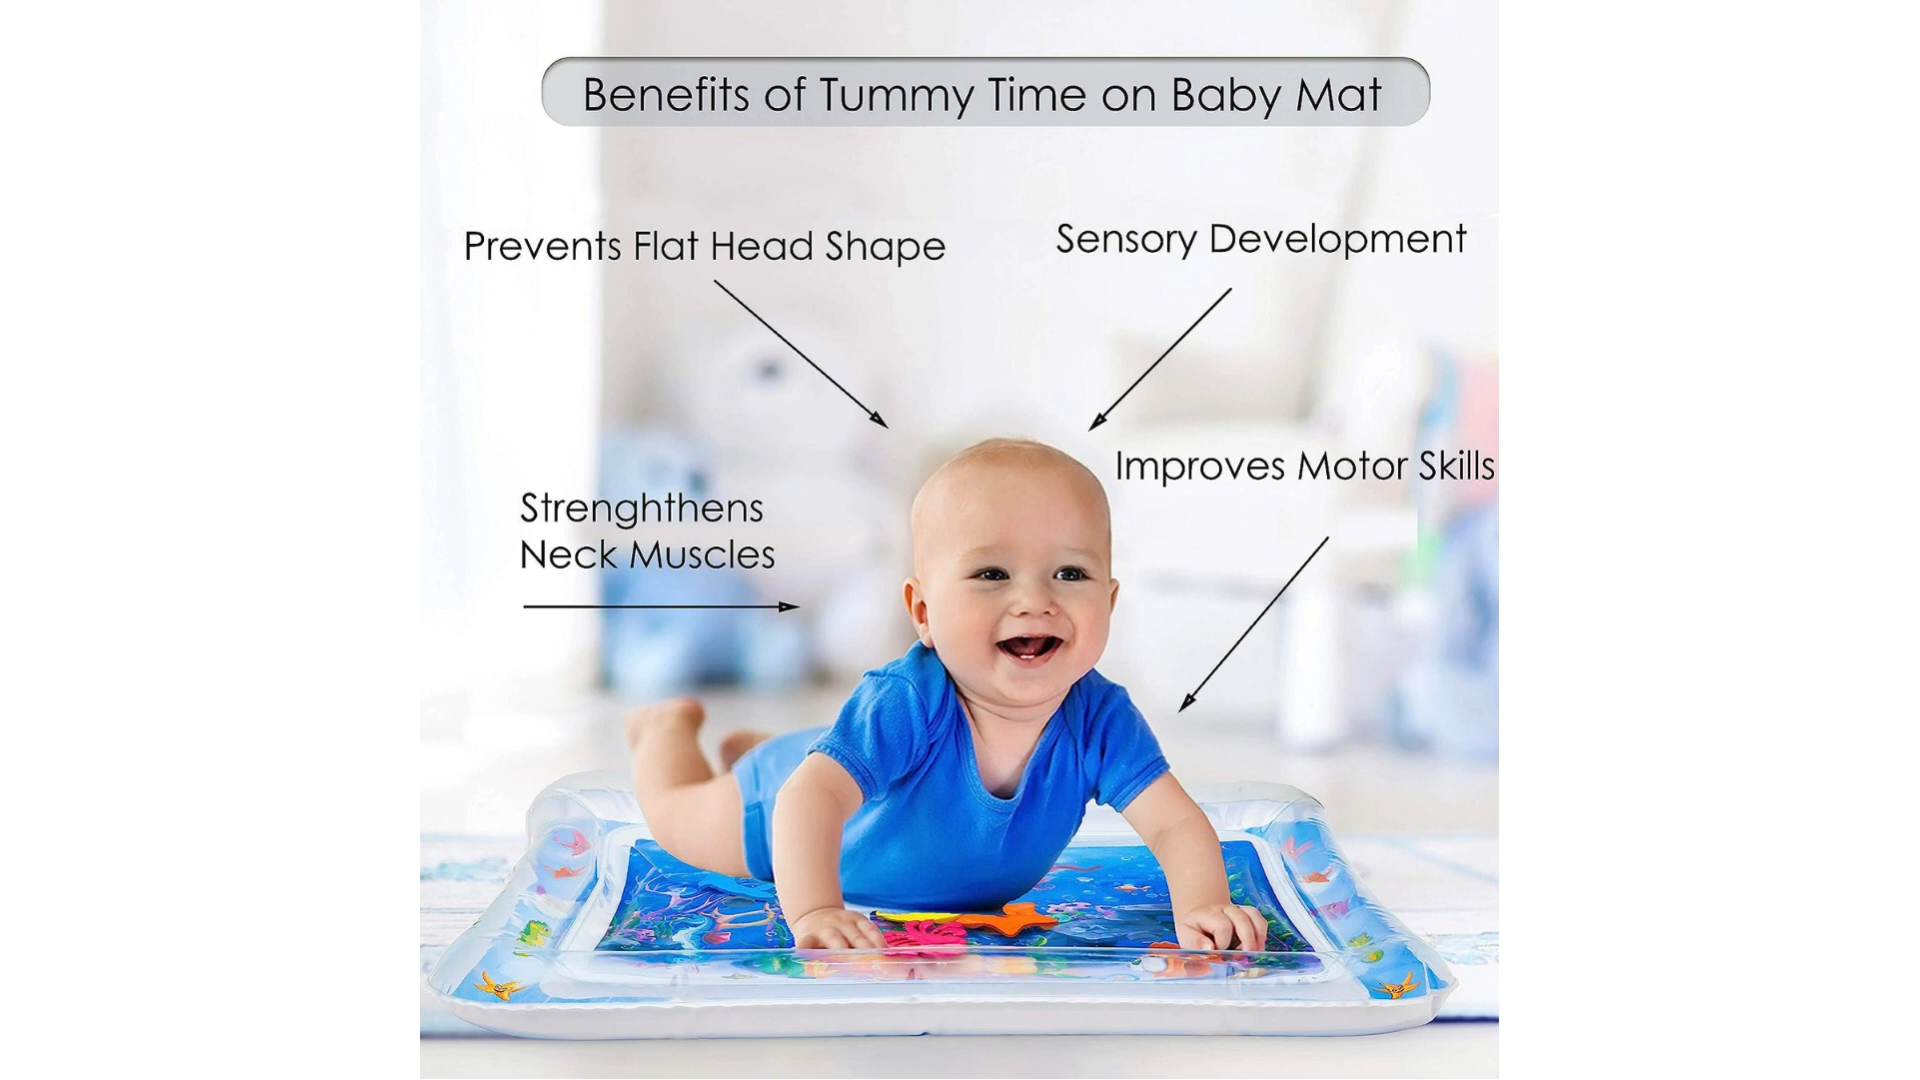 Benefits of Tummy Time on Baby Mat
Prevents Flat Head Shape
Sensory Development
Improves Motor Skills
Strenghthens
Neck Muscles